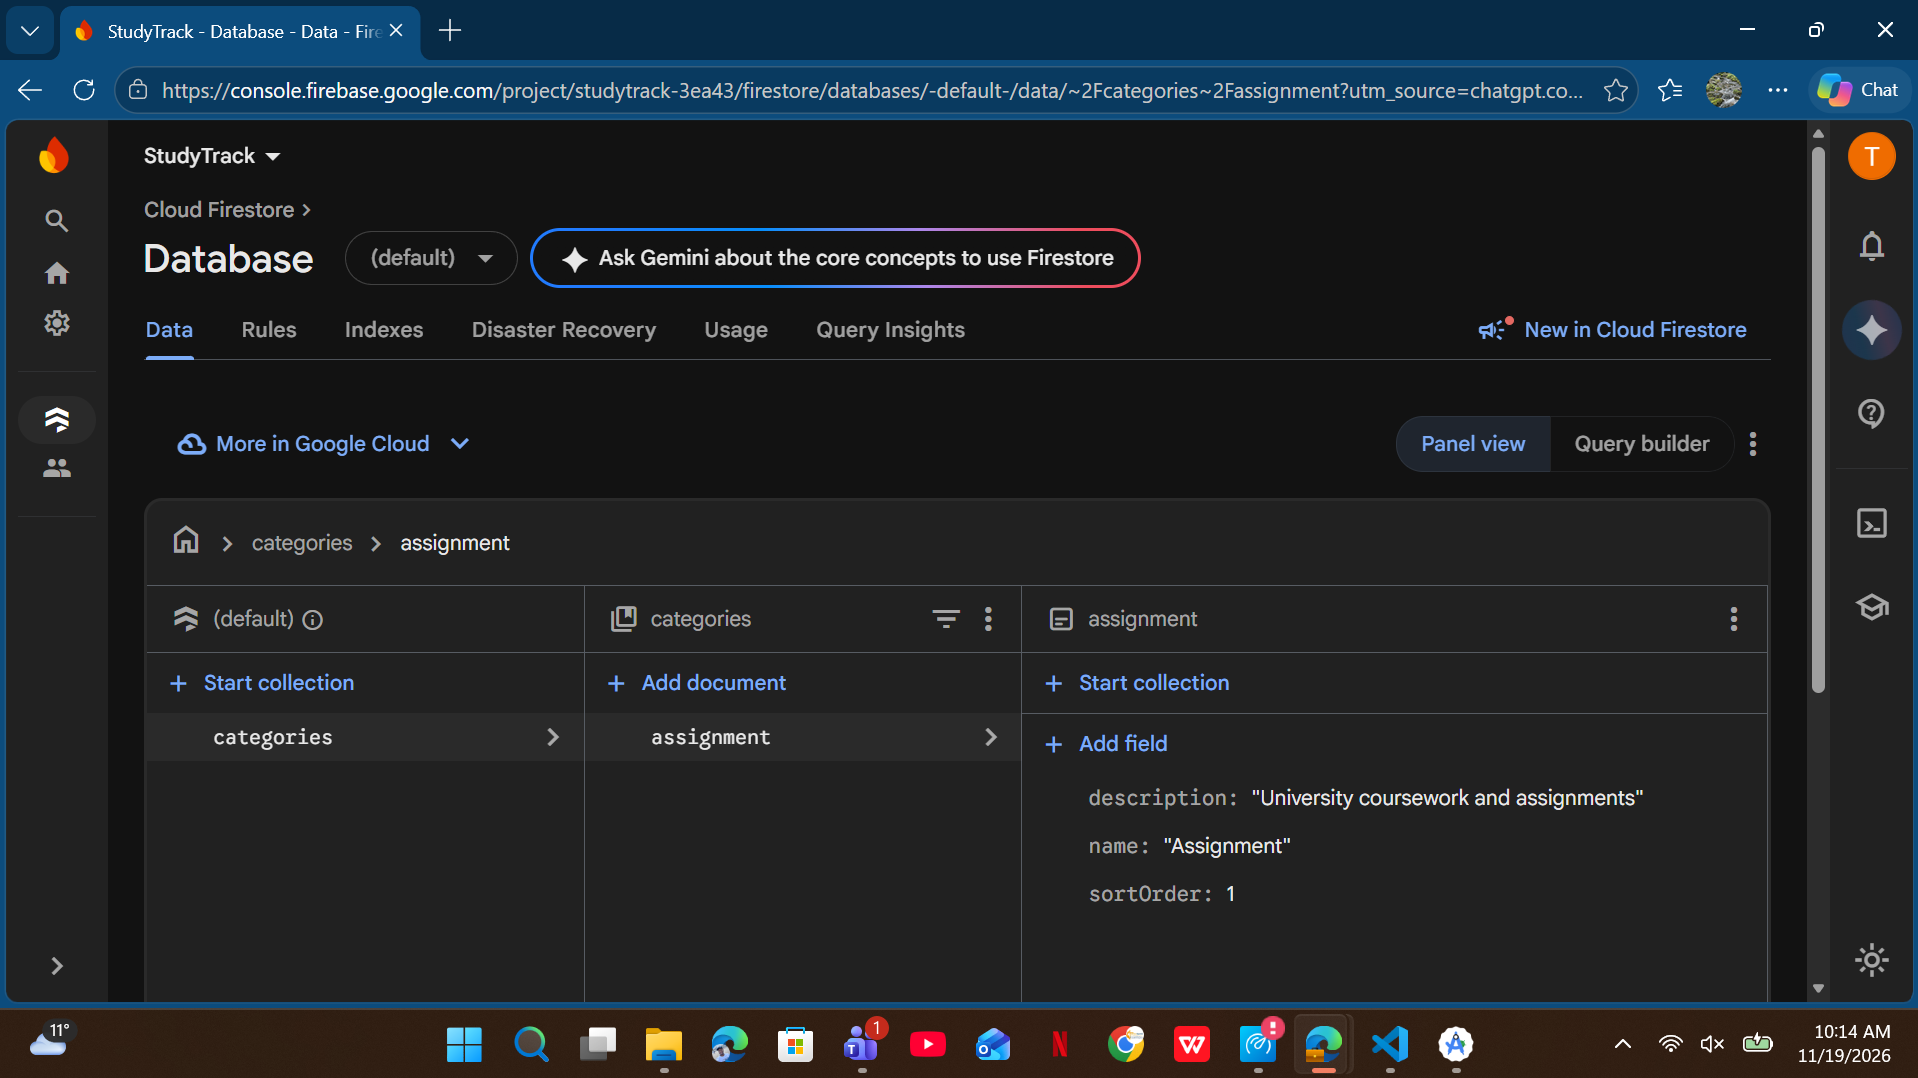 StudyTrack - Database - Data - Fire
https://console.firebase.google.com/project/studytrack-3ea43/firestore/databases/-default-/data/~2Fcategories~2Fassignment?utm_source=chatgpt.co...
Chat
StudyTrack
T
Cloud Firestore
Database
(default)
Ask Gemini about the core concepts to use Firestore
Data
Rules
Indexes
Disaster Recovery
Usage
Query Insights
New in Cloud Firestore
More in Google Cloud
Panel view
Query builder
categories
assignment
(default)
categories
assignment
Start collection
Add document
Start collection
categories
assignment
Add field
description: "University coursework and assignments"
name: "Assignment"
sortOrder: 1
11°
1
10:14 AM
11/19/2026